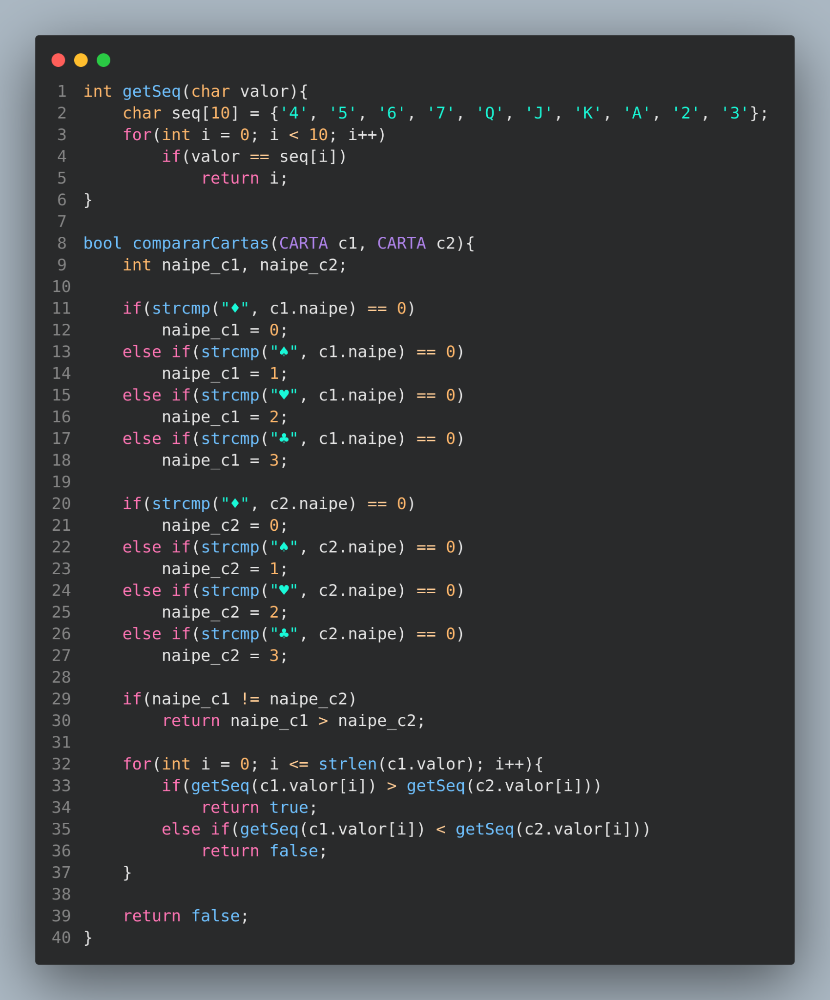 1 int getSeq(char valor){
2     char seq[10] = {'4', '5', '6', '7', 'Q', 'J', 'K', 'A', '2', '3'};
3     for(int i = 0; i < 10; i++)
4         if(valor == seq[i])
5             return i;
6 }
7
8 bool compararCartas(CARTA c1, CARTA c2){
9     int naipe_c1, naipe_c2;
10
11     if(strcmp("♦", c1.naipe) == 0)
12         naipe_c1 = 0;
13     else if(strcmp("♠", c1.naipe) == 0)
14         naipe_c1 = 1;
15     else if(strcmp("♥", c1.naipe) == 0)
16         naipe_c1 = 2;
17     else if(strcmp("♣", c1.naipe) == 0)
18         naipe_c1 = 3;
19
20     if(strcmp("♦", c2.naipe) == 0)
21         naipe_c2 = 0;
22     else if(strcmp("♠", c2.naipe) == 0)
23         naipe_c2 = 1;
24     else if(strcmp("♥", c2.naipe) == 0)
25         naipe_c2 = 2;
26     else if(strcmp("♣", c2.naipe) == 0)
27         naipe_c2 = 3;
28
29     if(naipe_c1 != naipe_c2)
30         return naipe_c1 > naipe_c2;
31
32     for(int i = 0; i <= strlen(c1.valor); i++){
33         if(getSeq(c1.valor[i]) > getSeq(c2.valor[i]))
34             return true;
35         else if(getSeq(c1.valor[i]) < getSeq(c2.valor[i]))
36             return false;
37     }
38
39     return false;
40 }